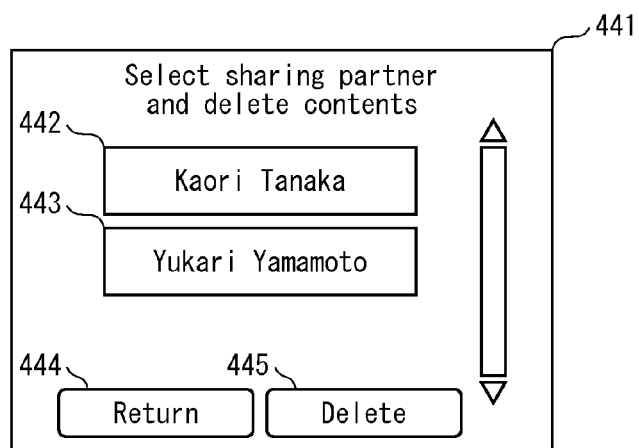 441
Select sharing partner
and delete contents
442
Kaori Tanaka
443
Yukari Yamamoto
444
445
Return
Delete